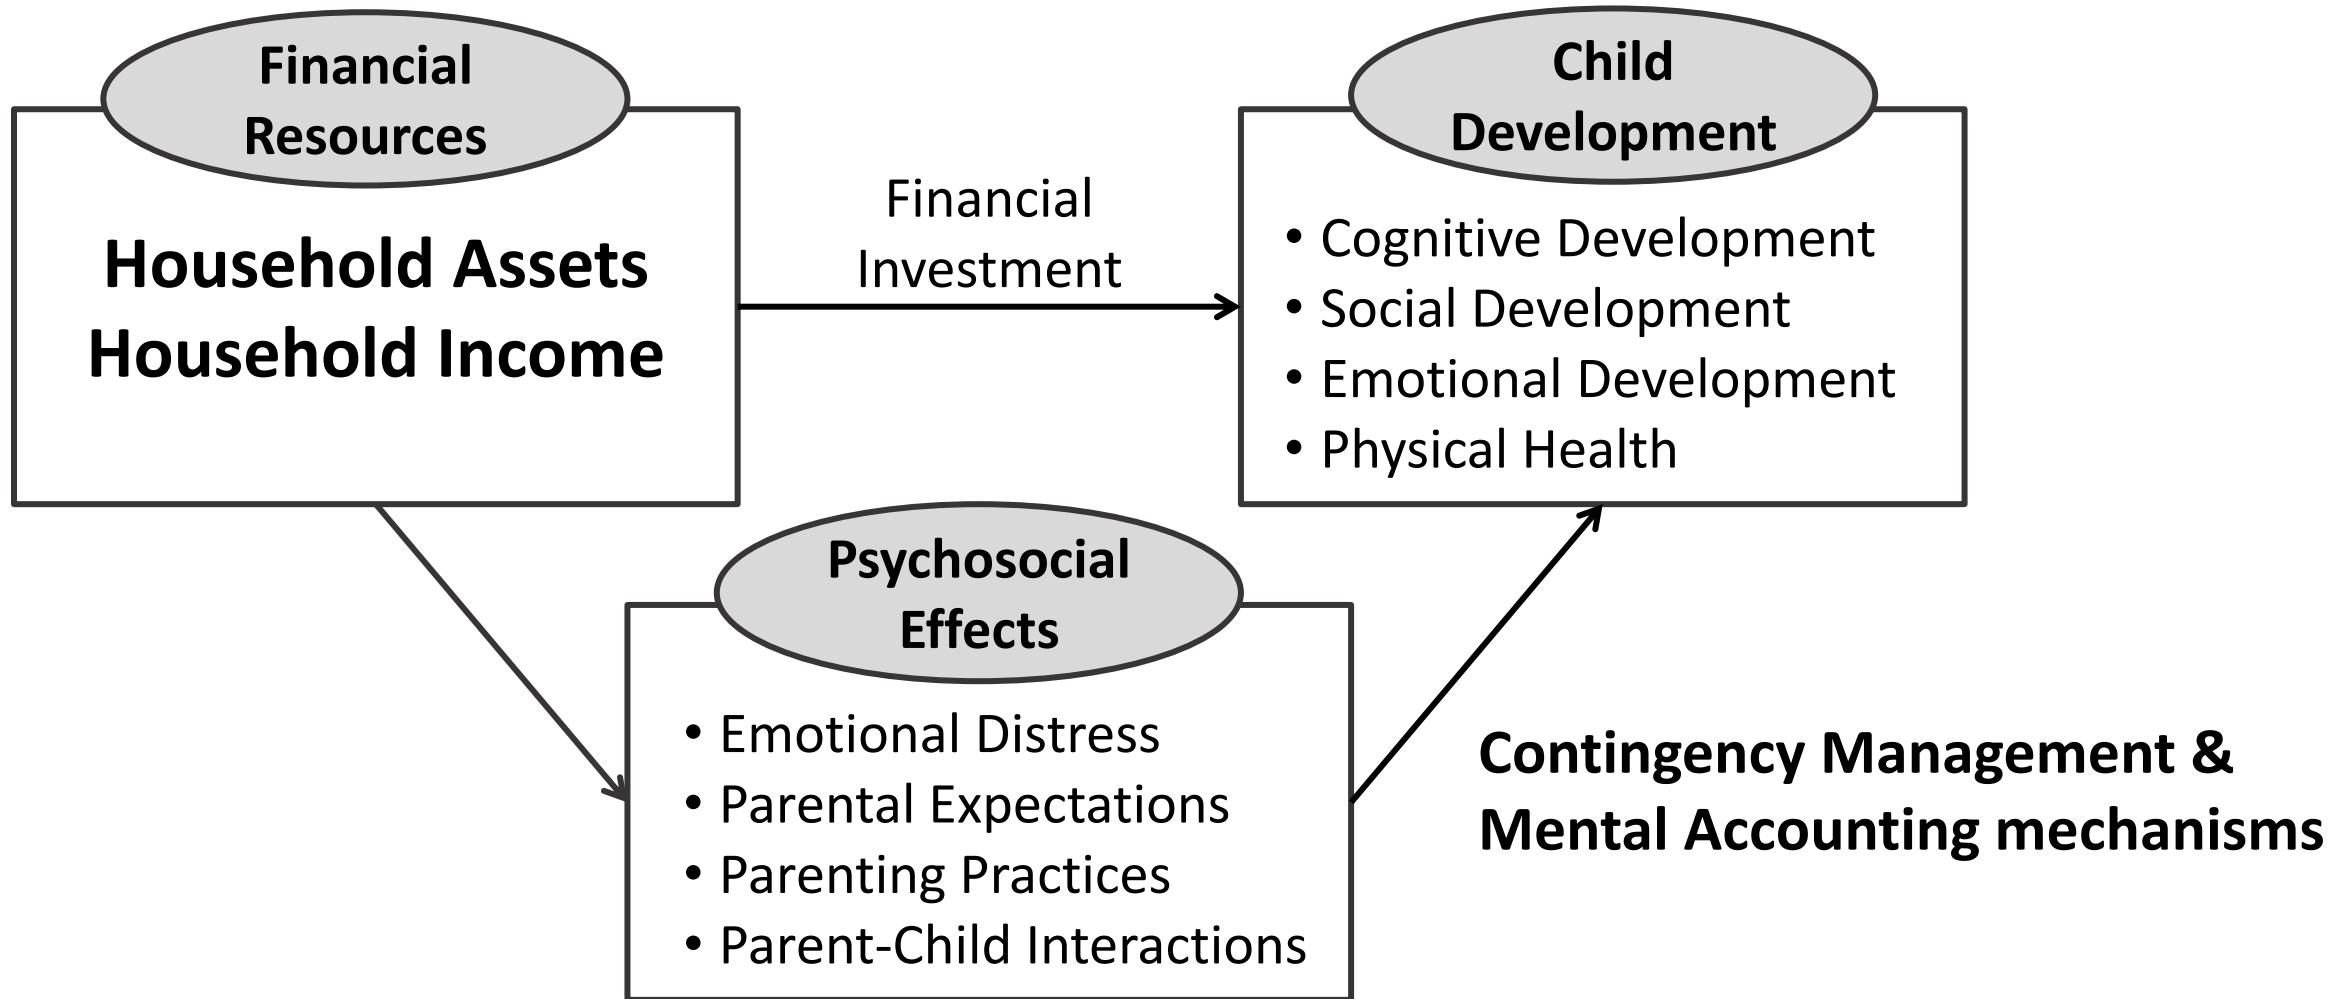 Financial
Resources
Household Assets
Household Income
Financial
Investment
Child
Development
• Cognitive Development
• Social Development
• Emotional Development
• Physical Health
Psychosocial
Effects
• Emotional Distress
• Parental Expectations
• Parenting Practices
• Parent-Child Interactions
Contingency Management &
Mental Accounting mechanisms